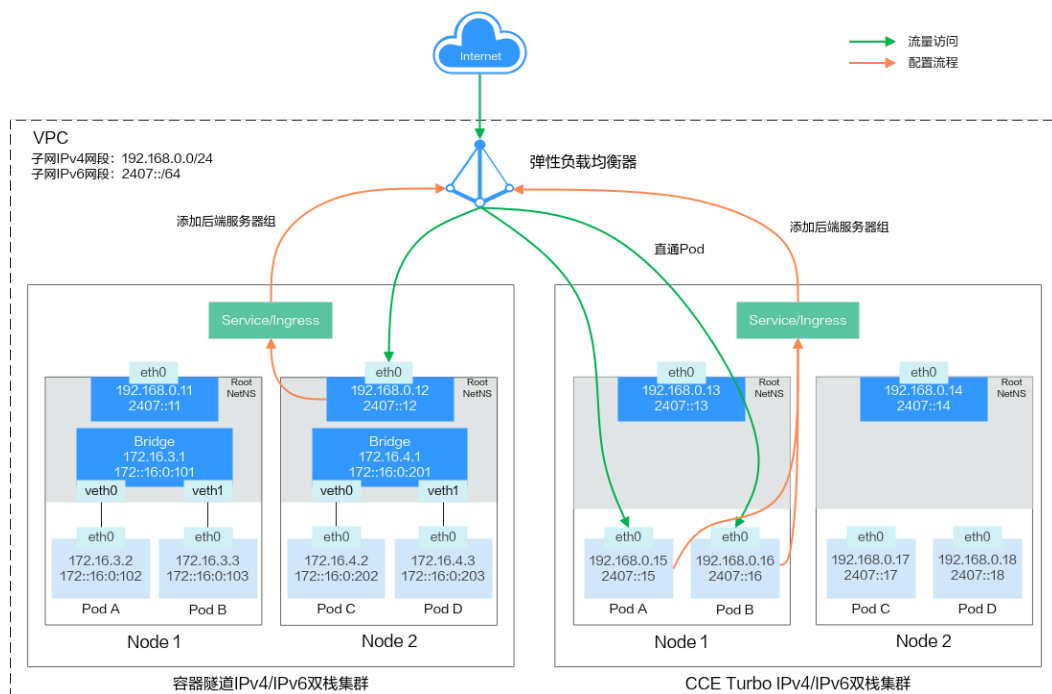 Internet
流量访问
配置流程
VPC
子网IPv4网段：192.168.0.0/24
子网IPv6网段：2407::/64
弹性负载均衡器
添加后端服务器组
添加后端服务器组
直通Pod
Service/Ingress
eth0
192.168.0.11
2407::11
Root
NetNS
Bridge
172.16.3.1
172::16:0:101
veth0
veth1
eth0
172.16.3.2
172::16:0:102
Pod A
eth0
172.16.3.3
172::16:0:103
Pod B
Node 1
eth0
192.168.0.12
2407::12
Root
NetNS
Bridge
172.16.4.1
172::16:0:201
veth0
veth1
eth0
172.16.4.2
172::16:0:202
Pod C
eth0
172.16.4.3
172::16:0:203
Pod D
Node 2
容器隧道IPv4/IPv6双栈集群
Service/Ingress
eth0
192.168.0.13
2407::13
Root
NetNS
eth0
192.168.0.15
2407::15
Pod A
eth0
192.168.0.16
2407::16
Pod B
Node 1
eth0
192.168.0.14
2407::14
Root
NetNS
eth0
192.168.0.17
2407::17
Pod C
eth0
192.168.0.18
2407::18
Pod D
Node 2
CCE Turbo IPv4/IPv6双栈集群